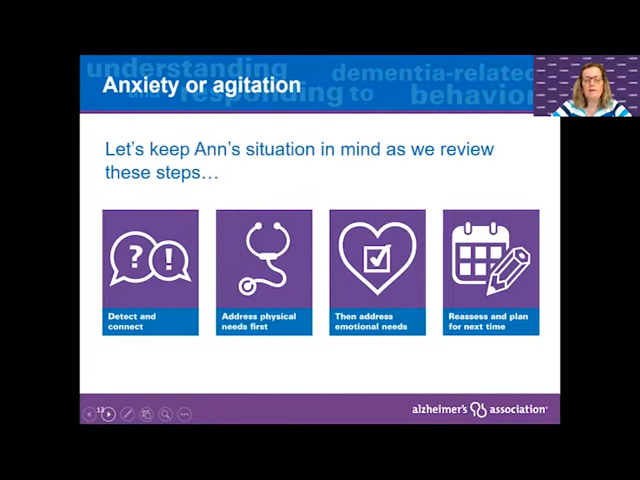 understanding
and responding to
dementia-related
behavior
Anxiety or agitation
Let's keep Ann's situation in mind as we review
these steps...
?
!
Detect and
connect
Address physical
needs first
Then address
emotional needs
Reassess and plan
for next time
13
alzheimer's association®